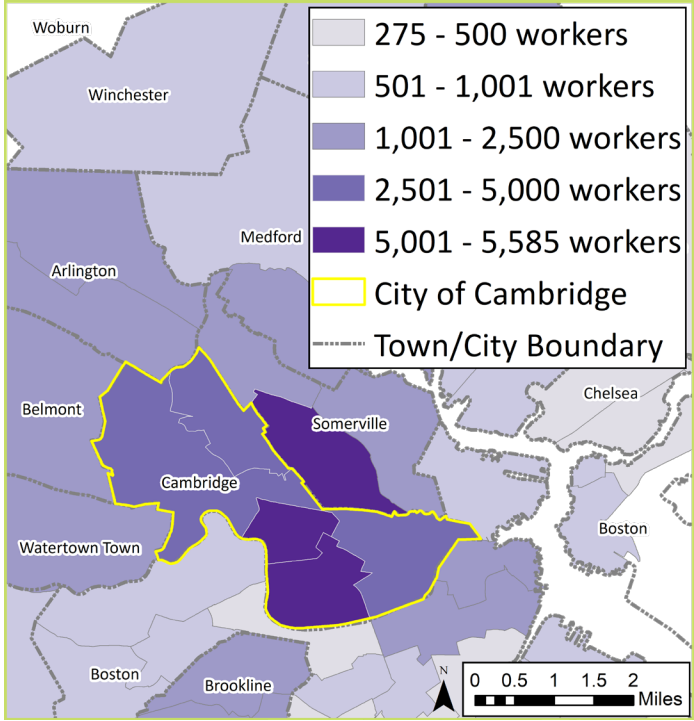 Woburn
Winchester
Medford
Arlington
Belmont
Somerville
Chelsea
Cambridge
Watertown Town
Boston
Boston
Brookline
275 - 500 workers
501 - 1,001 workers
1,001 - 2,500 workers
2,501 - 5,000 workers
5,001 - 5,585 workers
City of Cambridge
Town/City Boundary
N
0 0.5 1 1.5 2
Miles